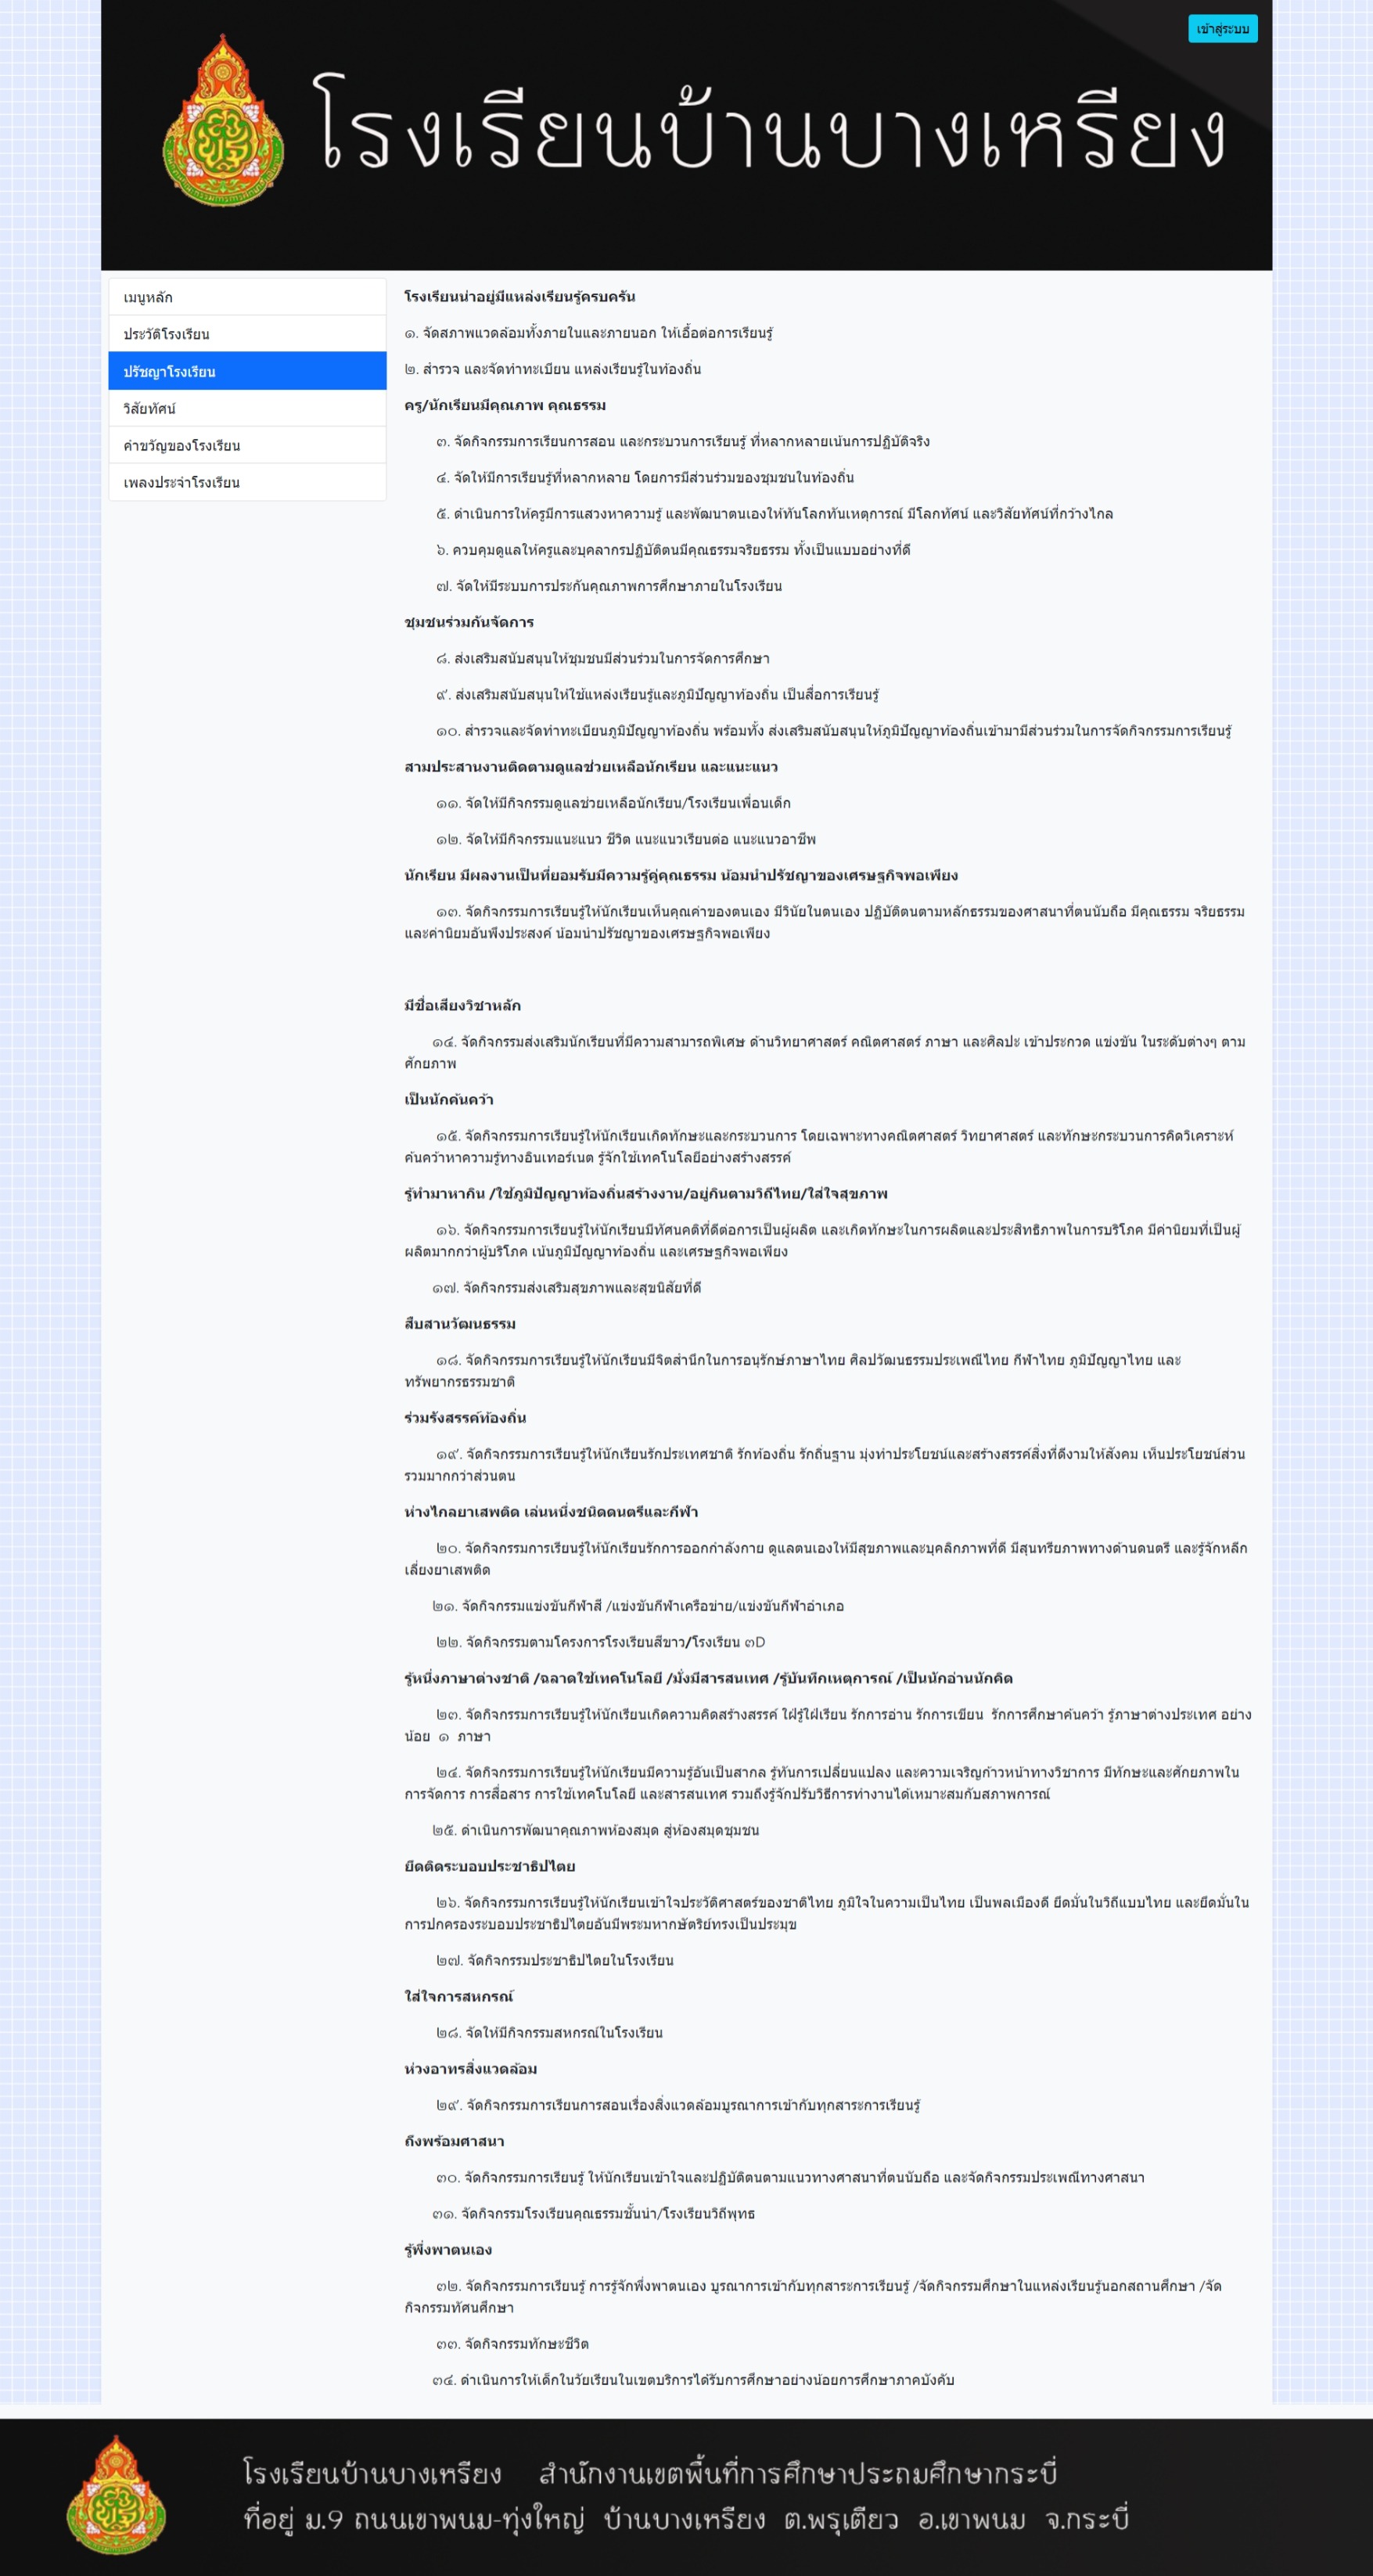 เข้าสู่ระบบ
โรงเรียนบ้านบางเหรียง
เมนูหลัก
ประวัติโรงเรียน
ปรัชญาโรงเรียน
วิสัยทัศน์
คำขวัญของโรงเรียน
เพลงประจำโรงเรียน
โรงเรียนน่าอยู่มีแหล่งเรียนรู้ครบครัน
๑. จัดสภาพแวดล้อมทั้งภายในและภายนอก ให้เอื้อต่อการเรียนรู้
๒. สำรวจ และจัดทำทะเบียน แหล่งเรียนรู้ในท้องถิ่น
ครู/นักเรียนมีคุณภาพ คุณธรรม
๓. จัดกิจกรรมการเรียนการสอน และกระบวนการเรียนรู้ ที่หลากหลายเน้นการปฏิบัติจริง
๔. จัดให้มีการเรียนรู้ที่หลากหลาย โดยการมีส่วนร่วมของชุมชนในท้องถิ่น
๕. ดำเนินการให้ครูมีการแสวงหาความรู้ และพัฒนาตนเองให้ทันโลกทันเหตุการณ์ มีโลกทัศน์ และวิสัยทัศน์ที่กว้างไกล
๖. ควบคุมดูแลให้ครูและบุคลากรปฏิบัติตนมีคุณธรรมจริยธรรม ทั้งเป็นแบบอย่างที่ดี
๗. จัดให้มีระบบการประกันคุณภาพการศึกษาภายในโรงเรียน
ชุมชนร่วมกันจัดการ
๘. ส่งเสริมสนับสนุนให้ชุมชนมีส่วนร่วมในการจัดการศึกษา
๙. ส่งเสริมสนับสนุนให้ใช้แหล่งเรียนรู้และภูมิปัญญาท้องถิ่น เป็นสื่อการเรียนรู้
๑๐. สำรวจและจัดทำทะเบียนภูมิปัญญาท้องถิ่น พร้อมทั้ง ส่งเสริมสนับสนุนให้ภูมิปัญญาท้องถิ่นเข้ามามีส่วนร่วมในการจัดกิจกรรมการเรียนรู้
สามประสานงานติดตามดูแลช่วยเหลือนักเรียน และแนะแนว
๑๑. จัดให้มีกิจกรรมดูแลช่วยเหลือนักเรียน/โรงเรียนเพื่อนเด็ก
๑๒. จัดให้มีกิจกรรมแนะแนว ชีวิต แนะแนวเรียนต่อ แนะแนวอาชีพ
นักเรียน มีผลงานเป็นที่ยอมรับมีความรู้คู่คุณธรรม น้อมนำปรัชญาของเศรษฐกิจพอเพียง
๑๓. จัดกิจกรรมการเรียนรู้ให้นักเรียนเห็นคุณค่าของตนเอง มีวินัยในตนเอง ปฏิบัติตนตามหลักธรรมของศาสนาที่ตนนับถือ มีคุณธรรม จริยธรรม
และค่านิยมอันพึงประสงค์ น้อมนำปรัชญาของเศรษฐกิจพอเพียง
มีชื่อเสียงวิชาหลัก
๑๔. จัดกิจกรรมส่งเสริมนักเรียนที่มีความสามารถพิเศษ ด้านวิทยาศาสตร์ คณิตศาสตร์ ภาษา และศิลปะ เข้าประกวด แข่งขัน ในระดับต่างๆ ตาม
ศักยภาพ
เป็นนักค้นคว้า
๑๕. จัดกิจกรรมการเรียนรู้ให้นักเรียนเกิดทักษะและกระบวนการ โดยเฉพาะทางคณิตศาสตร์ วิทยาศาสตร์ และทักษะกระบวนการคิดวิเคราะห์
ค้นคว้าหาความรู้ทางอินเทอร์เนต รู้จักใช้เทคโนโลยีอย่างสร้างสรรค์
รู้ทำมาหากิน /ใช้ภูมิปัญญาท้องถิ่นสร้างงาน/อยู่กินตามวิถีไทย/ใส่ใจสุขภาพ
๑๖. จัดกิจกรรมการเรียนรู้ให้นักเรียนมีทัศนคติที่ดีต่อการเป็นผู้ผลิต และเกิดทักษะในการผลิตและประสิทธิภาพในการบริโภค มีค่านิยมที่เป็นผู้
ผลิตมากกว่าผู้บริโภค เน้นภูมิปัญญาท้องถิ่น และเศรษฐกิจพอเพียง
๑๗. จัดกิจกรรมส่งเสริมสุขภาพและสุขนิสัยที่ดี
สืบสานวัฒนธรรม
๑๘. จัดกิจกรรมการเรียนรู้ให้นักเรียนมีจิตสำนึกในการอนุรักษ์ภาษาไทย ศิลปวัฒนธรรมประเพณีไทย กีฬาไทย ภูมิปัญญาไทย และ
ทรัพยากรธรรมชาติ
ร่วมรังสรรค์ท้องถิ่น
๑๙. จัดกิจกรรมการเรียนรู้ให้นักเรียนรักประเทศชาติ รักท้องถิ่น รักถิ่นฐาน มุ่งทำประโยชน์และสร้างสรรค์สิ่งที่ดีงามให้สังคม เห็นประโยชน์ส่วน
รวมมากกว่าส่วนตน
ห่างไกลยาเสพติด เล่นหนึ่งชนิดดนตรีและกีฬา
๒๐. จัดกิจกรรมการเรียนรู้ให้นักเรียนรักการออกกำลังกาย ดูแลตนเองให้มีสุขภาพและบุคลิกภาพที่ดี มีสุนทรียภาพทางด้านดนตรี และรู้จักหลีก
เลี่ยงยาเสพติด
๒๑. จัดกิจกรรมแข่งขันกีฬาสี /แข่งขันกีฬาเครือข่าย/แข่งขันกีฬาอำเภอ
๒๒. จัดกิจกรรมตามโครงการโรงเรียนสีขาว/โรงเรียน ๓D
รู้หนึ่งภาษาต่างชาติ /ฉลาดใช้เทคโนโลยี /มั่งมีสารสนเทศ /รู้บันทึกเหตุการณ์ /เป็นนักอ่านนักคิด
๒๓. จัดกิจกรรมการเรียนรู้ให้นักเรียนเกิดความคิดสร้างสรรค์ ใฝ่รู้ใฝ่เรียน รักการอ่าน รักการเขียน รักการศึกษาค้นคว้า รู้ภาษาต่างประเทศ อย่าง
น้อย ๑ ภาษา
๒๔. จัดกิจกรรมการเรียนรู้ให้นักเรียนมีความรู้อันเป็นสากล รู้ทันการเปลี่ยนแปลง และความเจริญก้าวหน้าทางวิชาการ มีทักษะและศักยภาพใน
การจัดการ การสื่อสาร การใช้เทคโนโลยี และสารสนเทศ รวมถึงรู้จักปรับวิธีการทำงานได้เหมาะสมกับสภาพการณ์
๒๕. ดำเนินการพัฒนาคุณภาพห้องสมุด สู่ห้องสมุดชุมชน
ยึดติดระบอบประชาธิปไตย
๒๖. จัดกิจกรรมการเรียนรู้ให้นักเรียนเข้าใจประวัติศาสตร์ของชาติไทย ภูมิใจในความเป็นไทย เป็นพลเมืองดี ยึดมั่นในวิถีแบบไทย และยึดมั่นใน
การปกครองระบอบประชาธิปไตยอันมีพระมหากษัตริย์ทรงเป็นประมุข
๒๗. จัดกิจกรรมประชาธิปไตยในโรงเรียน
ใส่ใจการสหกรณ์
๒๘. จัดให้มีกิจกรรมสหกรณ์ในโรงเรียน
ห่วงอาทรสิ่งแวดล้อม
๒๙. จัดกิจกรรมการเรียนการสอนเรื่องสิ่งแวดล้อมบูรณาการเข้ากับทุกสาระการเรียนรู้
ถึงพร้อมศาสนา
๓๐. จัดกิจกรรมการเรียนรู้ ให้นักเรียนเข้าใจและปฏิบัติตนตามแนวทางศาสนาที่ตนนับถือ และจัดกิจกรรมประเพณีทางศาสนา
๓๑. จัดกิจกรรมโรงเรียนคุณธรรมชั้นนำ/โรงเรียนวิถีพุทธ
รู้พึ่งพาตนเอง
๓๒. จัดกิจกรรมการเรียนรู้ การรู้จักพึ่งพาตนเอง บูรณาการเข้ากับทุกสาระการเรียนรู้ /จัดกิจกรรมศึกษาในแหล่งเรียนรู้นอกสถานศึกษา /จัด
กิจกรรมทัศนศึกษา
๓๓. จัดกิจกรรมทักษะชีวิต
๓๔. ดำเนินการให้เด็กในวัยเรียนในเขตบริการได้รับการศึกษาอย่างน้อยการศึกษาภาคบังคับ
โรงเรียนบ้านบางเหรียง สำนักงานเขตพื้นที่การศึกษาประถมศึกษากระบี่
ที่อยู่ ม.9 ถนนเขาพนม-ทุ่งใหญ่ บ้านบางเหรียง ต.พรุเตียว อ.เขาพนม จ.กระบี่